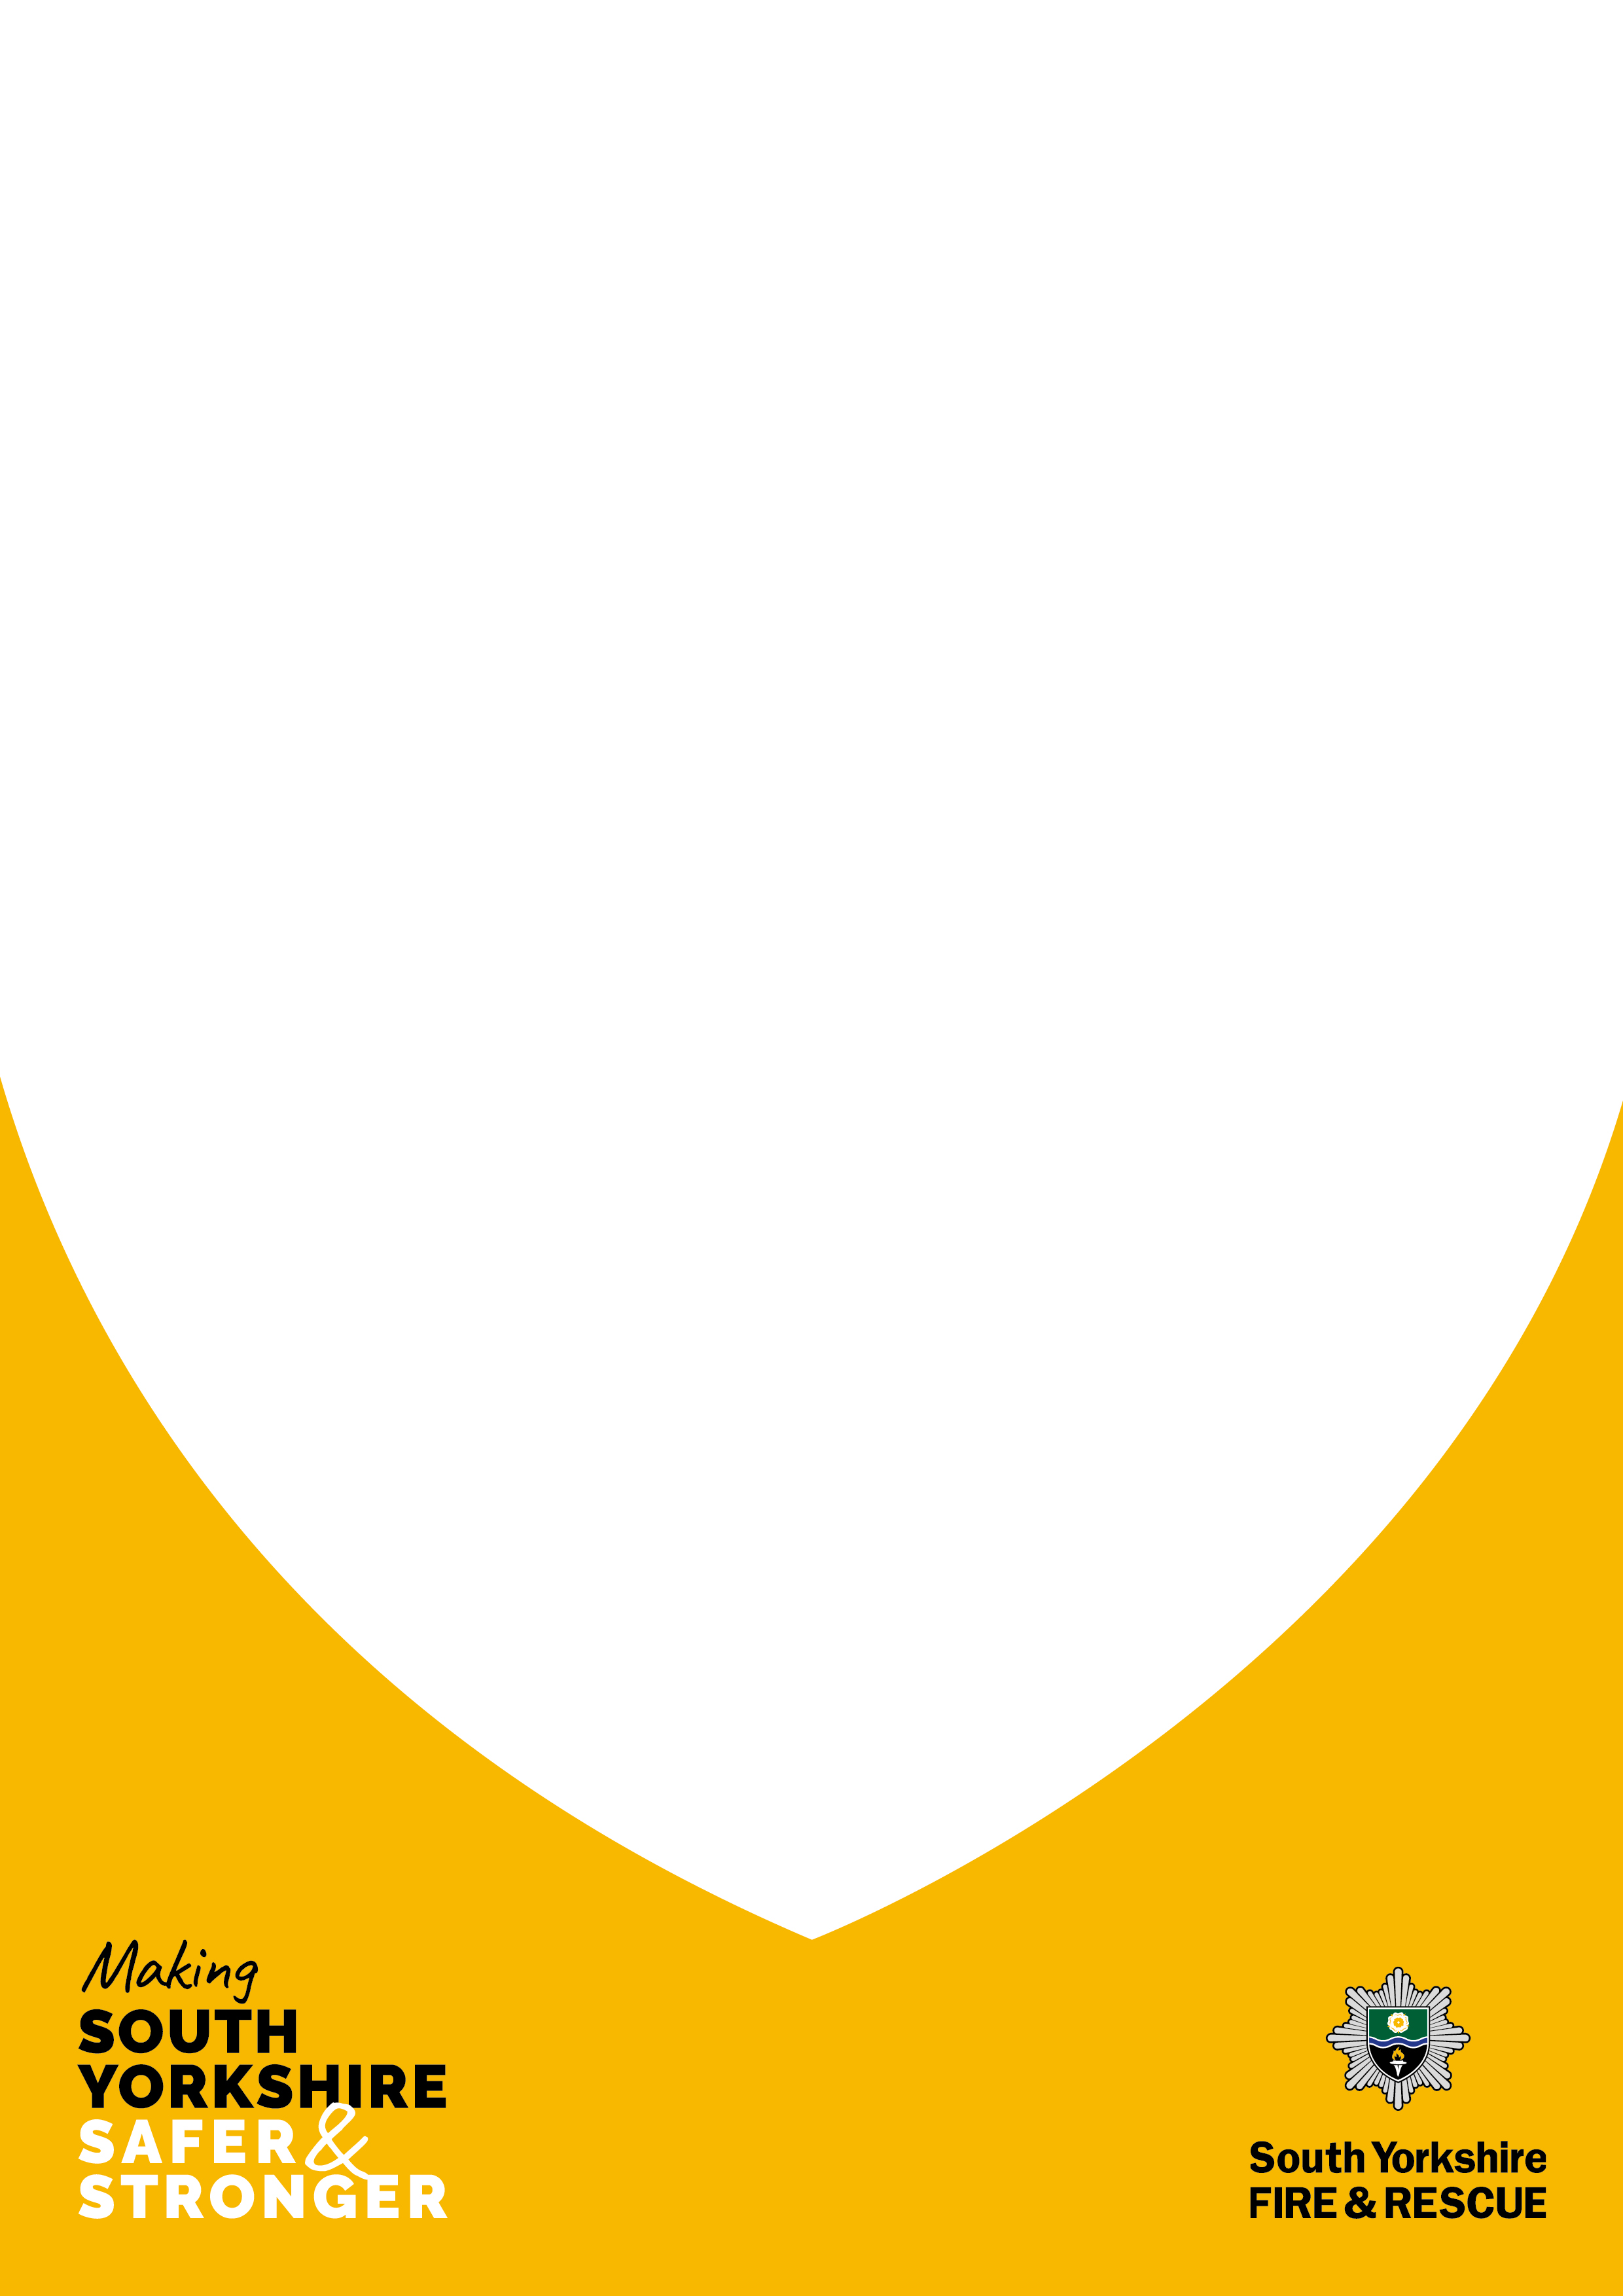 Making
SOUTH
YORKSHIRE
SAFER &
STRONGER
South Yorkshire
FIRE & RESCUE